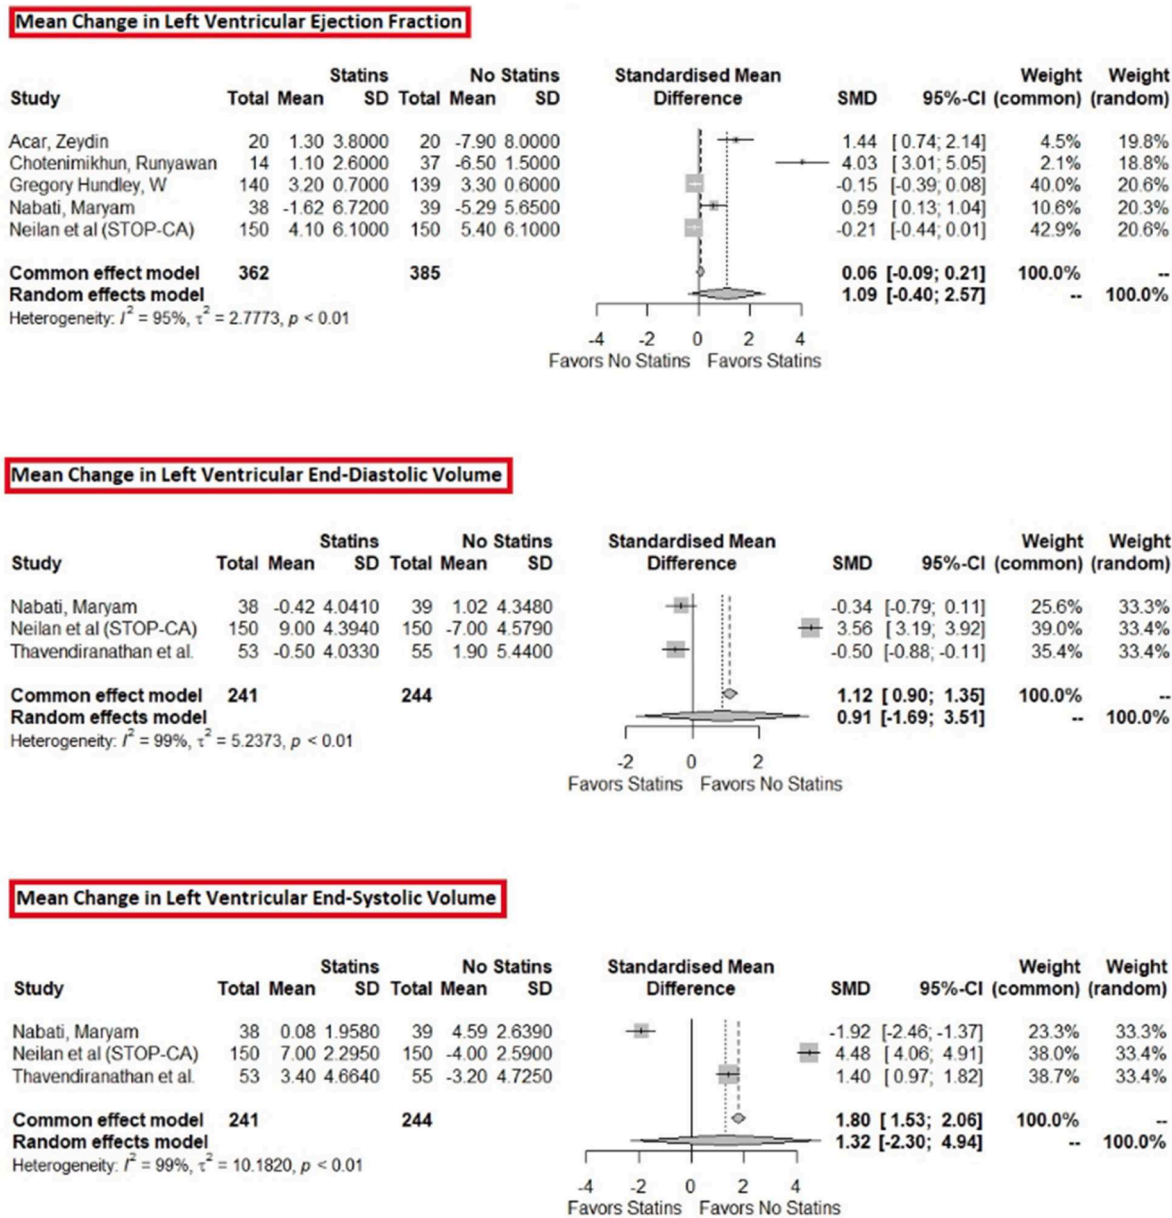 Mean Change in Left Ventricular Ejection Fraction
Statins No Statins Standardised Mean Weight Weight
Study Total Mean SD Total Mean SD Difference SMD 95%-CI (common) (random)
Acar, Zeydin 20 1.30 3.8000 20 -7.90 8.0000 1.44 [ 0.74; 2.14] 4.5% 19.8%
Chotenimikhun, Runyawan 14 1.10 2.6000 37 -6.50 1.5000 4.03 [ 3.01; 5.05] 2.1% 18.8%
Gregory Hundley, W 140 3.20 0.7000 139 3.30 0.6000 -0.15 [-0.39; 0.08] 40.0% 20.6%
Nabati, Maryam 38 -1.62 6.7200 39 -5.29 5.6500 0.59 [ 0.13; 1.04] 10.6% 20.3%
Neilan et al (STOP-CA) 150 4.10 6.1000 150 5.40 6.1000 -0.21 [-0.44; 0.01] 42.9% 20.6%
Common effect model 362 385 0.06 [-0.09; 0.21] 100.0% --
Random effects model 1.09 [-0.40; 2.57] -- 100.0%
Heterogeneity: I² = 95%, τ² = 2.7773, p < 0.01
-4 -2 0 2 4
Favors No Statins Favors Statins
Mean Change in Left Ventricular End-Diastolic Volume
Statins No Statins Standardised Mean Weight Weight
Study Total Mean SD Total Mean SD Difference SMD 95%-CI (common) (random)
Nabati, Maryam 38 -0.42 4.0410 39 1.02 4.3480 -0.34 [-0.79; 0.11] 25.6% 33.3%
Neilan et al (STOP-CA) 150 9.00 4.3940 150 -7.00 4.5790 3.56 [ 3.19; 3.92] 39.0% 33.4%
Thavendiranathan et al. 53 -0.50 4.0330 55 1.90 5.4400 -0.50 [-0.88; -0.11] 35.4% 33.4%
Common effect model 241 244 1.12 [ 0.90; 1.35] 100.0% --
Random effects model 0.91 [-1.69; 3.51] -- 100.0%
Heterogeneity: I² = 99%, τ² = 5.2373, p < 0.01
-2 0 2
Favors Statins Favors No Statins
Mean Change in Left Ventricular End-Systolic Volume
Statins No Statins Standardised Mean Weight Weight
Study Total Mean SD Total Mean SD Difference SMD 95%-CI (common) (random)
Nabati, Maryam 38 0.08 1.9580 39 4.59 2.6390 -1.92 [-2.46; -1.37] 23.3% 33.3%
Neilan et al (STOP-CA) 150 7.00 2.2950 150 -4.00 2.5900 4.48 [ 4.06; 4.91] 38.0% 33.4%
Thavendiranathan et al. 53 3.40 4.6640 55 -3.20 4.7250 1.40 [ 0.97; 1.82] 38.7% 33.4%
Common effect model 241 244 1.80 [ 1.53; 2.06] 100.0% --
Random effects model 1.32 [-2.30; 4.94] -- 100.0%
Heterogeneity: I² = 99%, τ² = 10.1820, p < 0.01
-4 -2 0 2 4
Favors Statins Favors No Statins